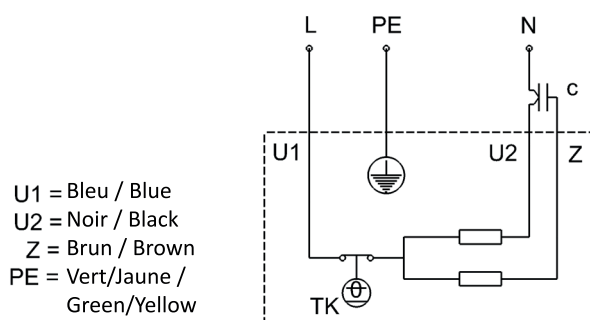 L PE N
c
U1 U2 Z
U1 = Bleu / Blue
U2 = Noir / Black
Z = Brun / Brown
PE = Vert/Jaune /
Green/Yellow
TK